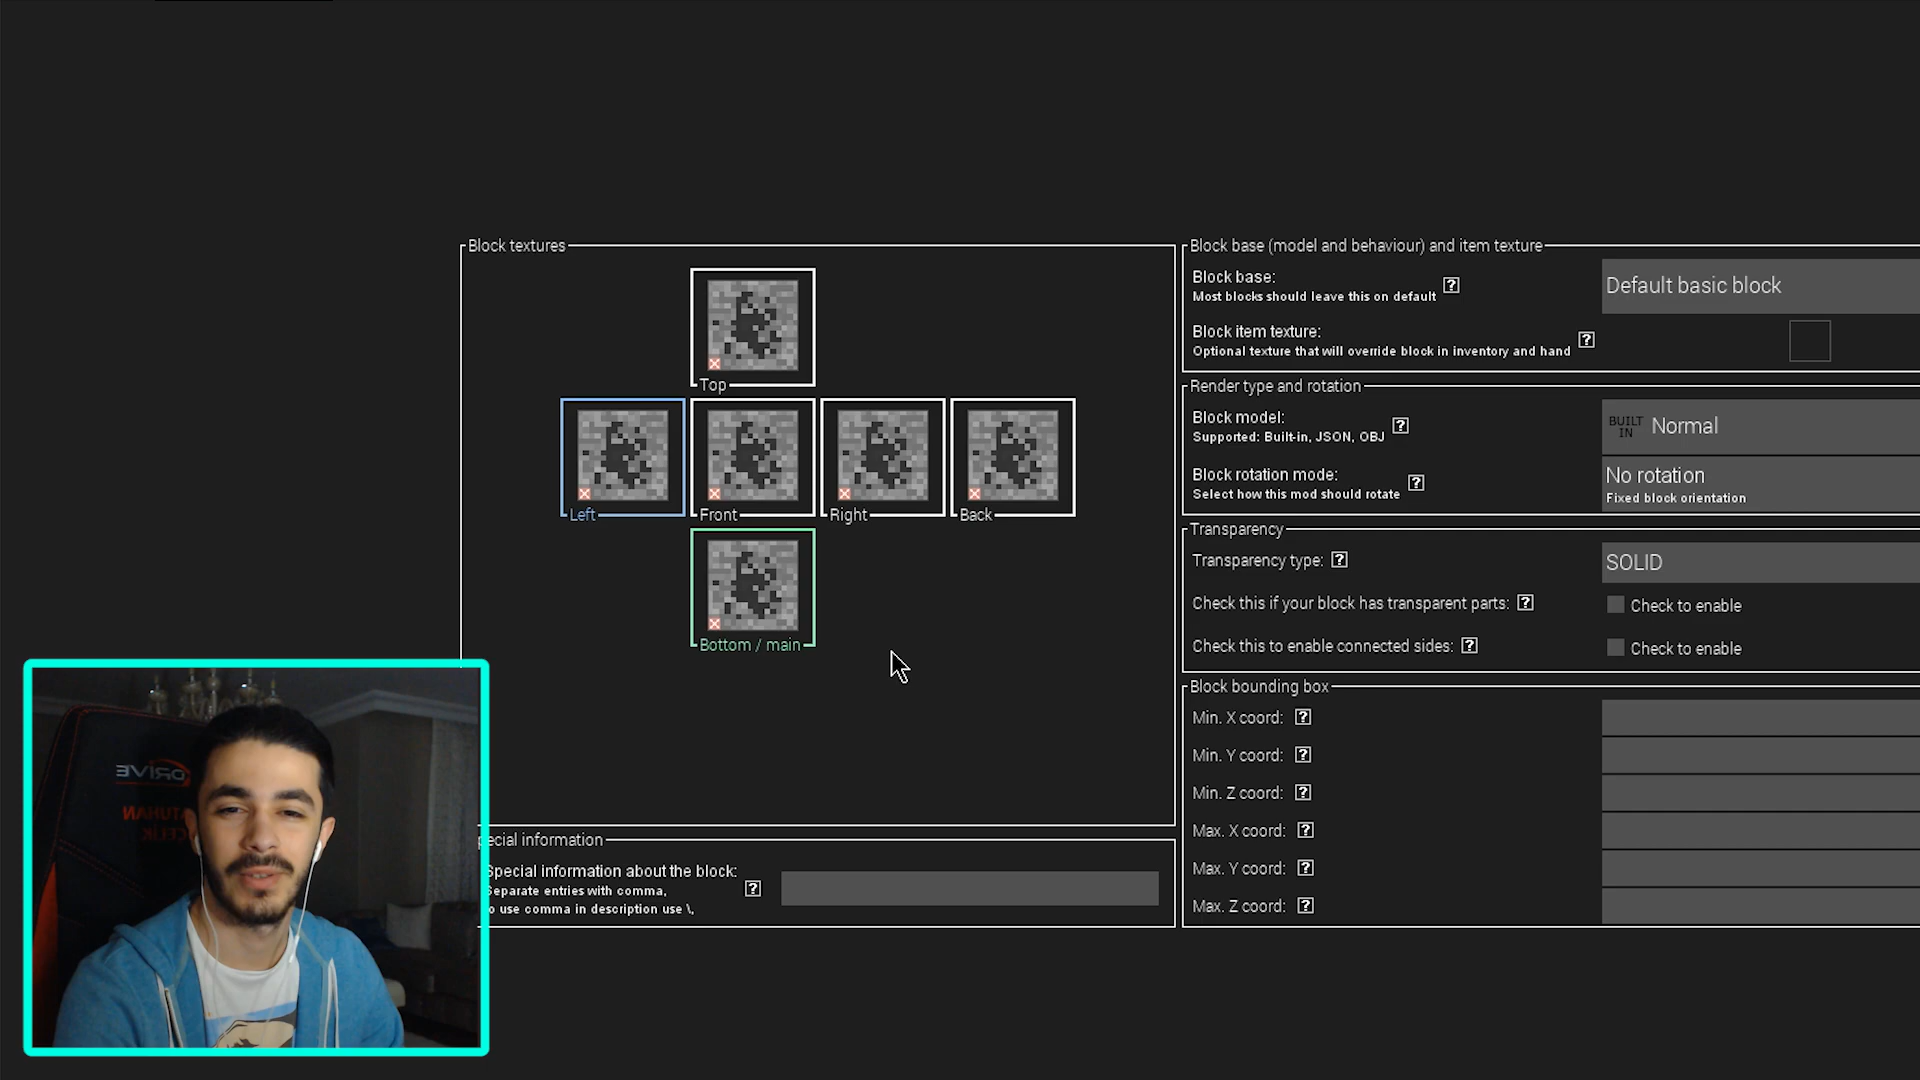 Block textures
Top
Left
Front
Right
Back
Bottom / main
pecial information
Special information about the block:
Separate entries with comma,
o use comma in description use \,
?
Block base (model and behaviour) and item texture
Block base: ?
Most blocks should leave this on default
Default basic block
Block item texture: ?
Optional texture that will override block in inventory and hand
Render type and rotation
Block model: ?
Supported: Built-in, JSON, OBJ
BUILT
IN
Normal
Block rotation mode: ?
Select how this mod should rotate
No rotation
Fixed block orientation
Transparency
Transparency type: ?
SOLID
Check this if your block has transparent parts: ?
Check to enable
Check this to enable connected sides: ?
Check to enable
Block bounding box
Min. X coord: ?
Min. Y coord: ?
Min. Z coord: ?
Max. X coord: ?
Max. Y coord: ?
Max. Z coord: ?
DRIVE